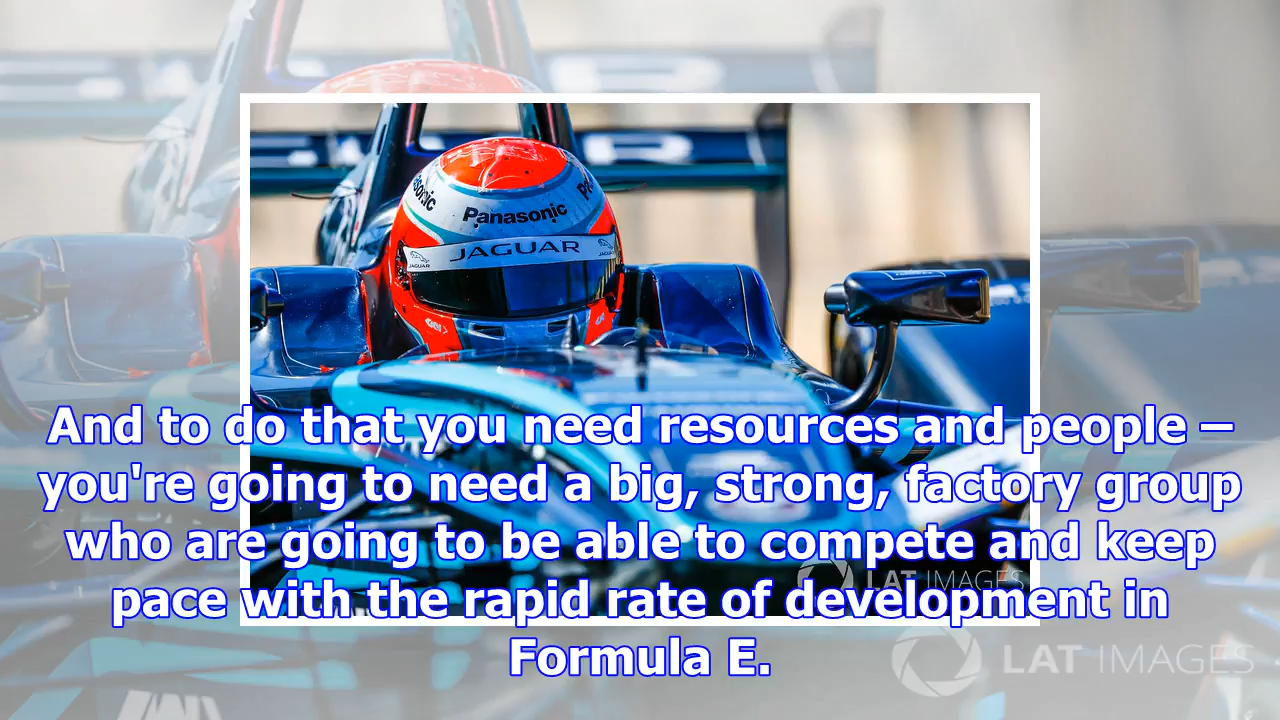 Panasonic
JAGUAR
And to do that you need resources and people –
you're going to need a big, strong, factory group
who are going to be able to compete and keep
pace with the rapid rate of development in
Formula E.
LAT IMAGES
LAT IMAGES